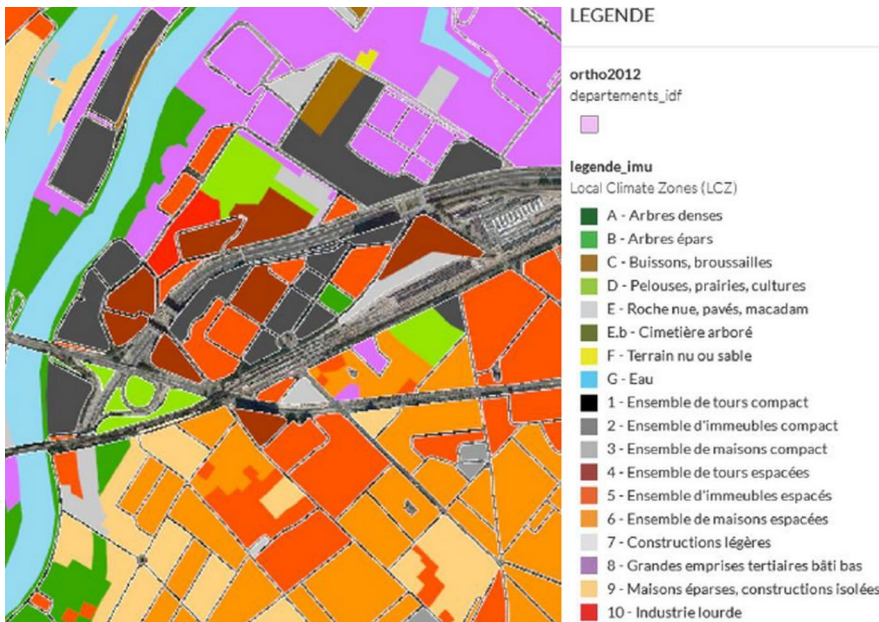 LEGENDE
ortho2012
departements_idf
legende_imu
Local Climate Zones (LCZ)
A - Arbres denses
B - Arbres épars
C - Buissons, broussailles
D - Pelouses, prairies, cultures
E - Roche nue, pavés, macadam
E.b - Cimetière arboré
F - Terrain nu ou sable
G - Eau
1 - Ensemble de tours compact
2 - Ensemble d'immeubles compact
3 - Ensemble de maisons compact
4 - Ensemble de tours espacées
5 - Ensemble d'immeubles espacés
6 - Ensemble de maisons espacées
7 - Constructions légères
8 - Grandes emprises tertiaires bâti bas
9 - Maisons éparses, constructions isolées
10 - Industrie lourde